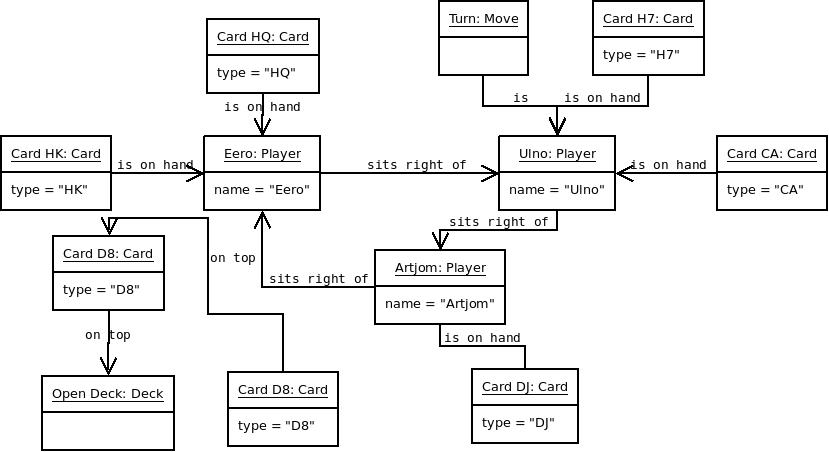 Turn: Move
Card H7: Card
type = "H7"
Card HQ: Card
type = "HQ"
is
is on hand
is on hand
Card HK: Card
type = "HK"
is on hand
Eero: Player
name = "Eero"
sits right of
Ulno: Player
name = "Ulno"
is on hand
Card CA: Card
type = "CA"
sits right of
Card D8: Card
type = "D8"
on top
sits right of
Artjom: Player
name = "Artjom"
on top
is on hand
Open Deck: Deck
Card D8: Card
type = "D8"
Card DJ: Card
type = "DJ"